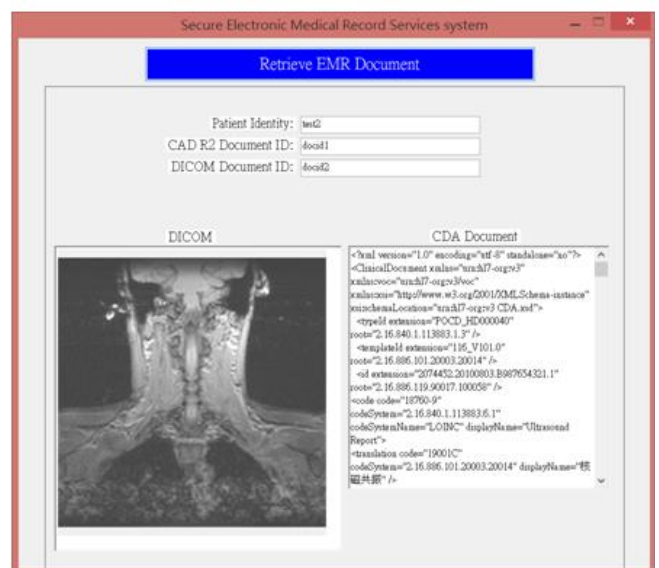 Secure Electronic Medical Record Services system
Retrieve EMR Document
Patient Identity: test2
CAD R2 Document ID: docid1
DICOM Document ID: docid2
DICOM
CDA Document
<?xml version="1.0" encoding="utf-8" standalone="no"?>
<ClinicalDocument xmlns="urn:hl7-org:v3"
xmlns:voc="urn:hl7-org:v3/voc"
xmlns:xsi="http://www.w3.org/2001/XMLSchema-instance"
xsi:schemaLocation="urn:hl7-org:v3 CDA.xsd">
<typeId extension="POCD_HD000040"
root="2.16.840.1.113883.1.3" />
<templateId extension="116_V101.0"
root="2.16.886.101.20003.20014" />
<id extension="2074452.20100803.B987654321.1"
root="2.16.886.119.90017.100058" />
<code code="18760-9"
codeSystem="2.16.840.1.113883.6.1"
codeSystemName="LOINC" displayName="Ultrasound
Report">
<translation code="19001C"
codeSystem="2.16.886.101.20003.20014" displayName="核
磁共振" />